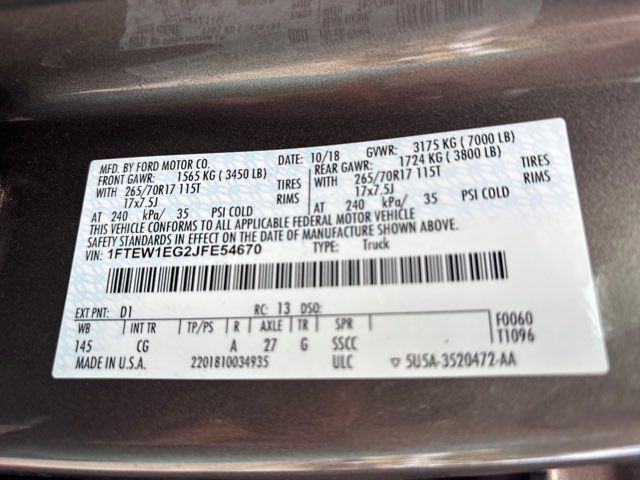 MFD. BY FORD MOTOR CO.
DATE: 10/18 GVWR: 3175 KG ( 7000 LB)
FRONT GAWR: 1565 KG ( 3450 LB)
REAR GAWR: 1724 KG ( 3800 LB)
WITH 265/70R17 115T TIRES
WITH 265/70R17 115T TIRES
17x7.5J RIMS
17x7.5J RIMS
AT 240 kPa/ 35 PSI COLD
AT 240 kPa/ 35 PSI COLD
THIS VEHICLE CONFORMS TO ALL APPLICABLE FEDERAL MOTOR VEHICLE
SAFETY STANDARDS IN EFFECT ON THE DATE OF MANUFACTURE SHOWN ABOVE.
VIN: 1FTEW1EG2JFE54670 TYPE: Truck
EXT PNT: D1 RC: 13 DSO:
WB INT TR TP/PS R AXLE TR SPR
145 CG A 27 G SSCC
F0060
T1096
MADE IN U.S.A. 2201810034935 ULC ▽ 5U5A-3520472-AA